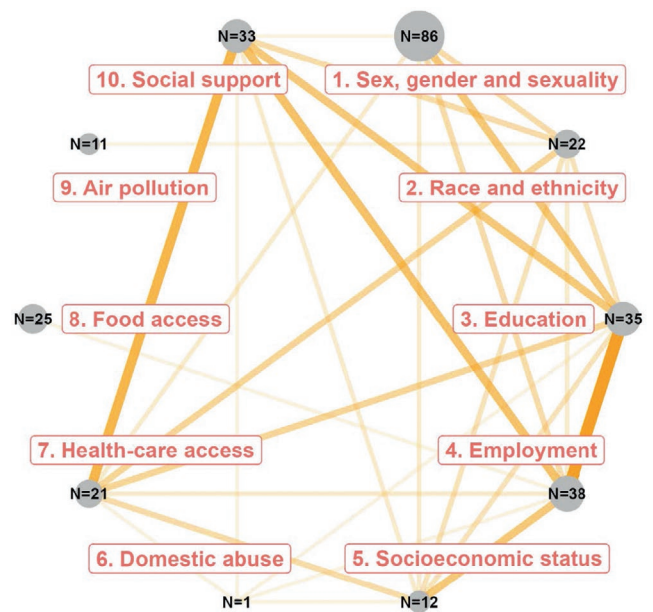 N=33
N=86
10. Social support
1. Sex, gender and sexuality
N=11
N=22
9. Air pollution
2. Race and ethnicity
N=25
8. Food access
3. Education
N=35
7. Health-care access
4. Employment
N=21
N=38
6. Domestic abuse
5. Socioeconomic status
N=1
N=12